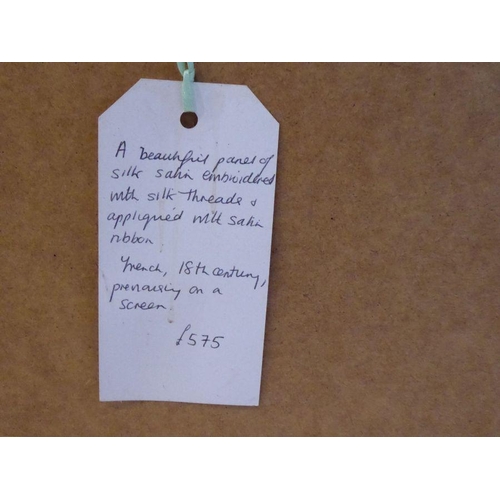 A beautiful panel of
silk satin embroidered
with silk threads &
appliquéd with satin
ribbon
French, 18th century,
previously on a
screen.
£575